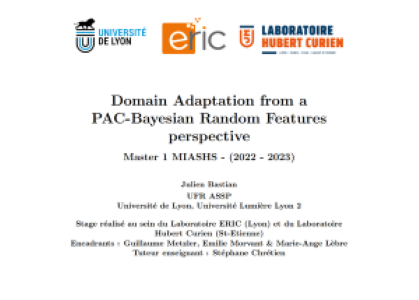 UNIVERSITÉ
DE LYON
eric
LABORATOIRE
HUBERT CURIEN
Domain Adaptation from a
PAC-Bayesian Random Features
perspective
Master 1 MIASHS - (2022 - 2023)
Julien Bastian
UFR ASSP
Université de Lyon, Université Lumière Lyon 2
Stage réalisé au sein du Laboratoire ERIC (Lyon) et du Laboratoire
Hubert Curien (St-Etienne)
Encadrants : Guillaume Metzler, Emilie Morvant & Marie-Ange Lèbre
Tuteur enseignant : Stéphane Chrétien